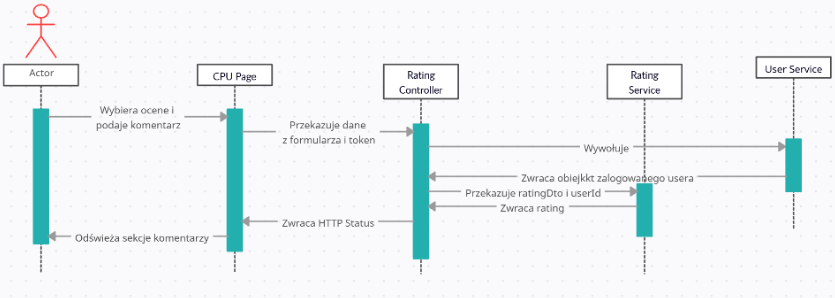 Actor
CPU Page
Rating
Controller
Rating
Service
User Service
Wybiera ocene i
podaje komentarz
Przekazuje dane
z formularza i token
Wywołuje
Zwraca obiejkkt zalogowanego usera
Przekazuje ratingDto i userId
Zwraca rating
Zwraca HTTP Status
Odświeża sekcje komentarzy